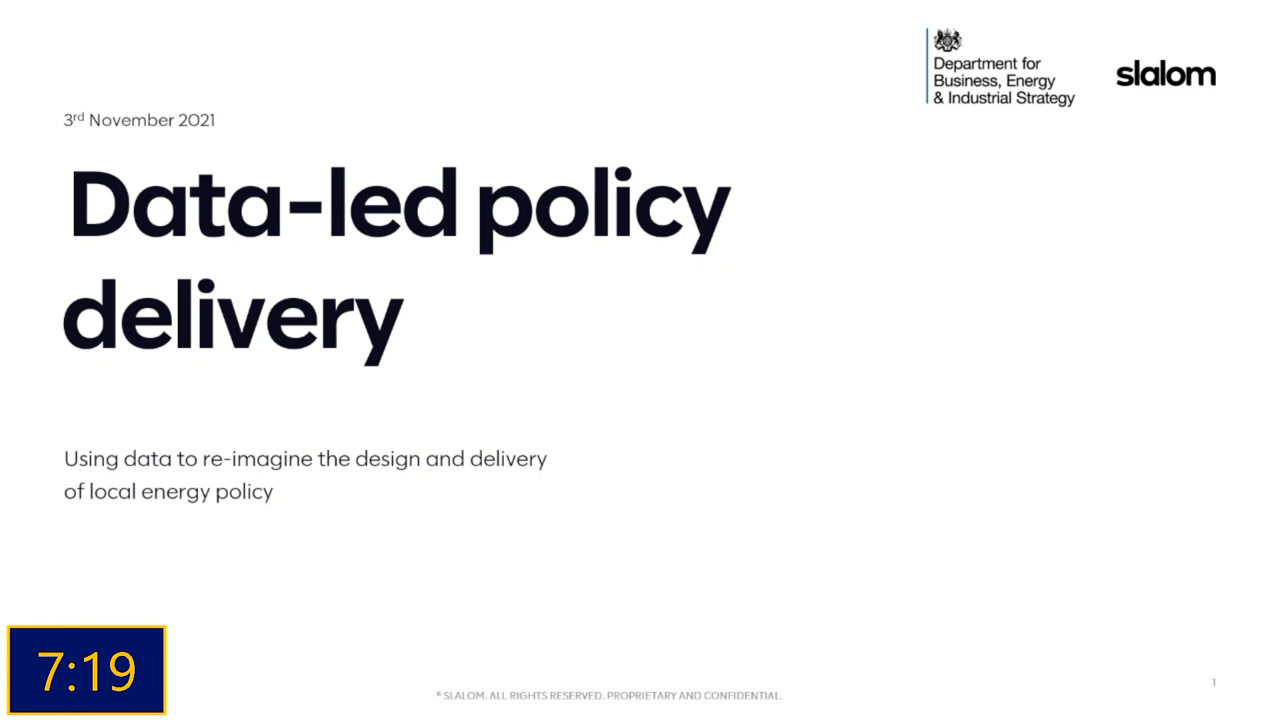 Department for
Business, Energy
& Industrial Strategy
slalom
3rd November 2021
Data-led policy
delivery
Using data to re-imagine the design and delivery
of local energy policy
7:19
© SLALOM. ALL RIGHTS RESERVED. PROPRIETARY AND CONFIDENTIAL.
1